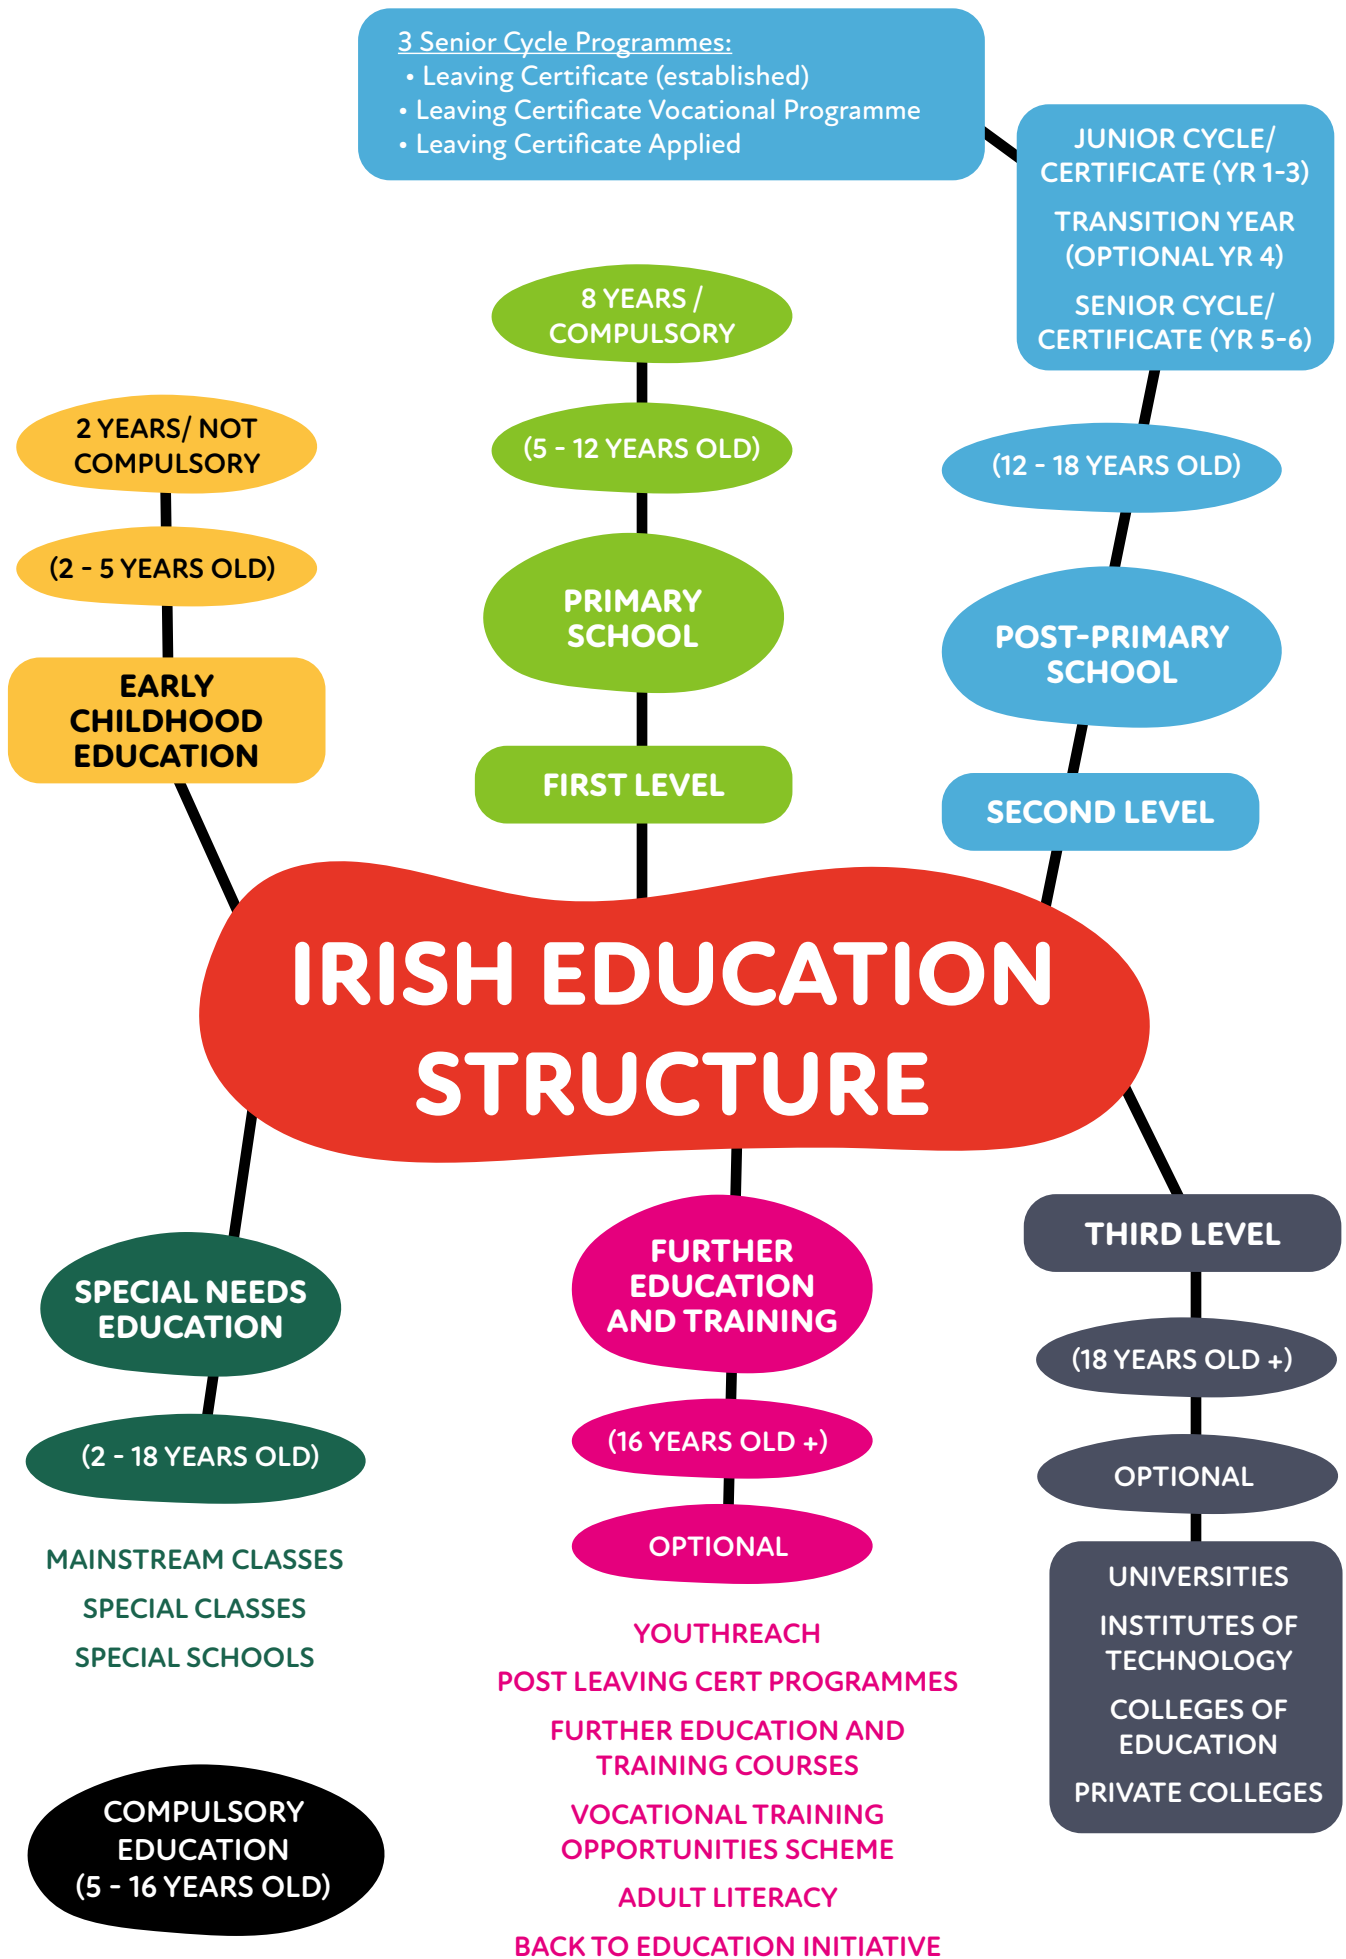 3 Senior Cycle Programmes:
• Leaving Certificate (established)
• Leaving Certificate Vocational Programme
• Leaving Certificate Applied
JUNIOR CYCLE/
CERTIFICATE (YR 1-3)
TRANSITION YEAR
(OPTIONAL YR 4)
SENIOR CYCLE/
CERTIFICATE (YR 5-6)
8 YEARS /
COMPULSORY
2 YEARS/ NOT
COMPULSORY
(5 - 12 YEARS OLD)
(12 - 18 YEARS OLD)
(2 - 5 YEARS OLD)
PRIMARY
SCHOOL
POST-PRIMARY
SCHOOL
EARLY
CHILDHOOD
EDUCATION
FIRST LEVEL
SECOND LEVEL
IRISH EDUCATION
STRUCTURE
SPECIAL NEEDS
EDUCATION
(2 - 18 YEARS OLD)
MAINSTREAM CLASSES
SPECIAL CLASSES
SPECIAL SCHOOLS
COMPULSORY
EDUCATION
(5 - 16 YEARS OLD)
FURTHER
EDUCATION
AND TRAINING
(16 YEARS OLD +)
OPTIONAL
YOUTHREACH
POST LEAVING CERT PROGRAMMES
FURTHER EDUCATION AND
TRAINING COURSES
VOCATIONAL TRAINING
OPPORTUNITIES SCHEME
ADULT LITERACY
BACK TO EDUCATION INITIATIVE
THIRD LEVEL
(18 YEARS OLD +)
OPTIONAL
UNIVERSITIES
INSTITUTES OF
TECHNOLOGY
COLLEGES OF
EDUCATION
PRIVATE COLLEGES